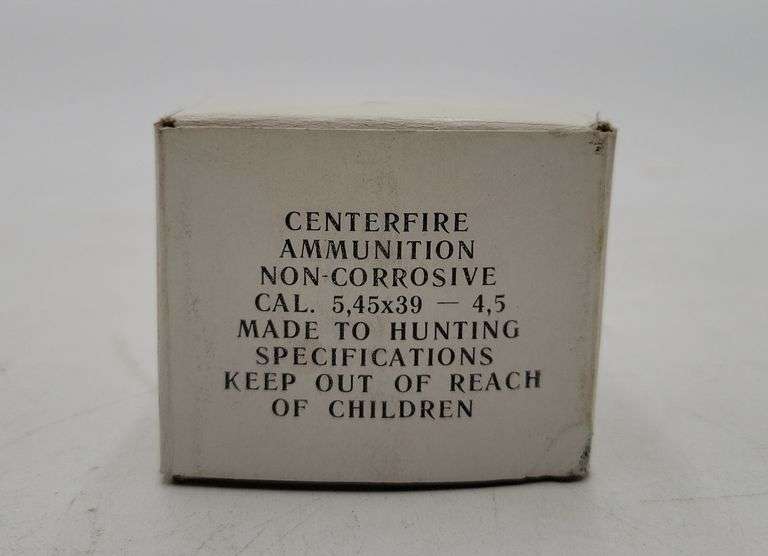 CENTERFIRE
AMMUNITION
NON-CORROSIVE
CAL. 5,45x39 — 4,5
MADE TO HUNTING
SPECIFICATIONS
KEEP OUT OF REACH
OF CHILDREN